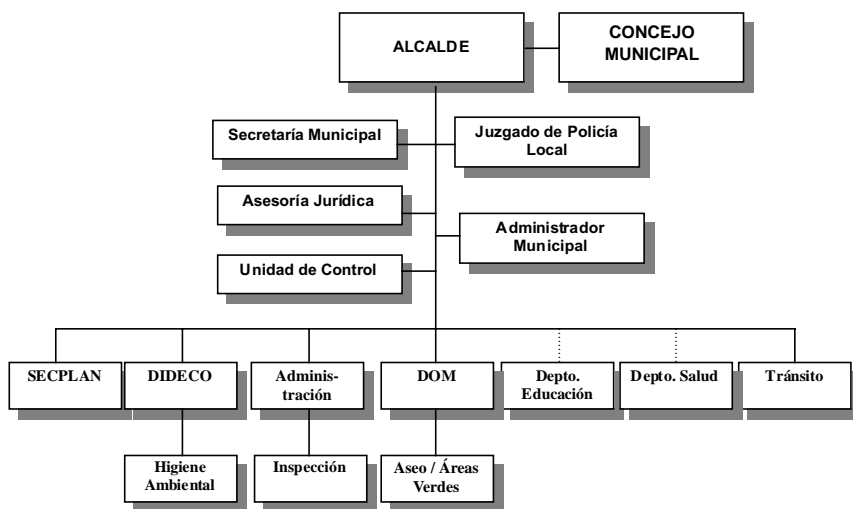 ALCALDE
CONCEJO
MUNICIPAL
Secretaría Municipal
Juzgado de Policía
Local
Asesoría Jurídica
Administrador
Municipal
Unidad de Control
SECPLAN
DIDECO
Adminis-
tración
DOM
Depto.
Educación
Depto. Salud
Tránsito
Higiene
Ambiental
Inspección
Aseo / Áreas
Verdes